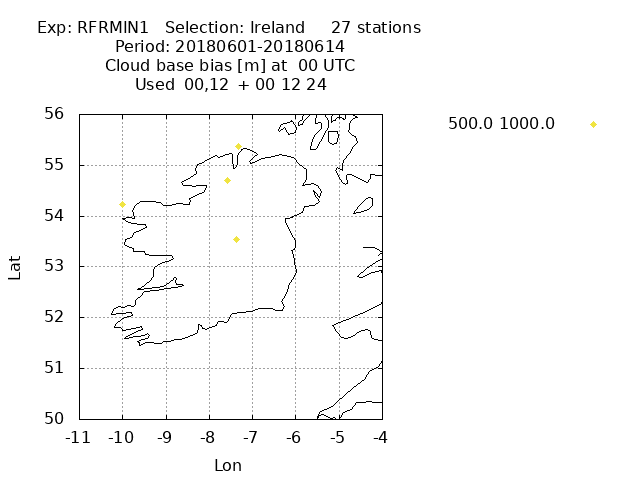 Exp: RFRMIN1   Selection: Ireland     27 stations
Period: 20180601-20180614
Cloud base bias [m] at  00 UTC
Used  00,12  + 00 12 24
500.0 1000.0
56
55
54
53
52
51
50
Lat
-11 -10 -9 -8 -7 -6 -5 -4
Lon